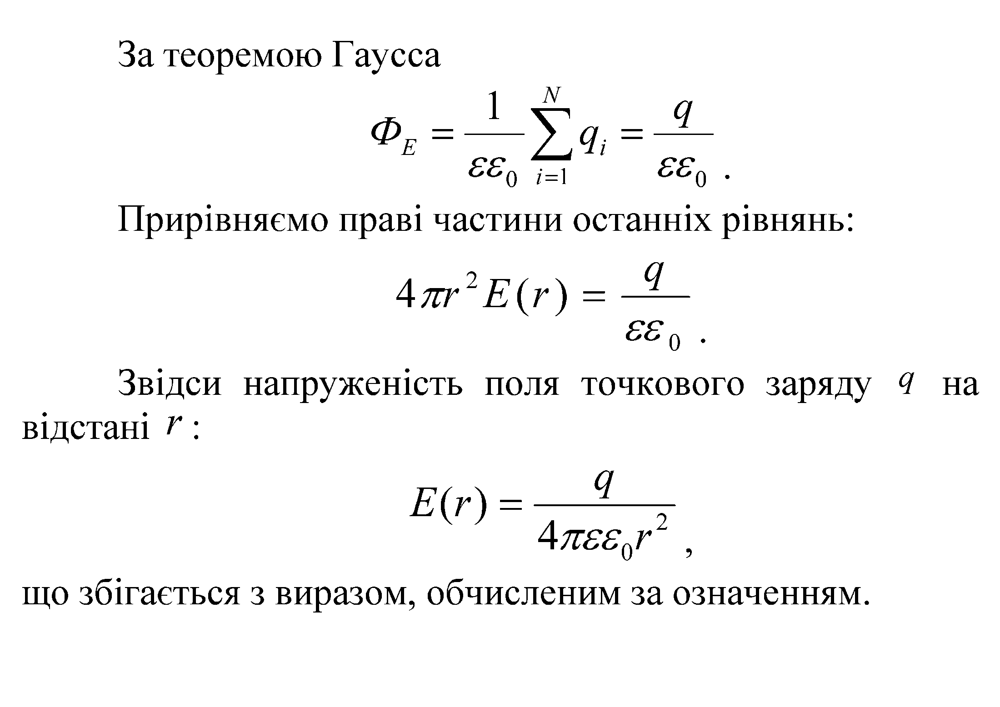 За теоремою Гаусса
$\Phi_E = \frac{1}{\varepsilon\varepsilon_0} \sum_{i=1}^{N} q_i = \frac{q}{\varepsilon\varepsilon_0}$ .
Прирівняємо праві частини останніх рівнянь:
$4\pi r^2 E(r) = \frac{q}{\varepsilon\varepsilon_0}$ .
Звідси напруженість поля точкового заряду q на
відстані r :
$E(r) = \frac{q}{4\pi\varepsilon\varepsilon_0 r^2}$ ,
що збігається з виразом, обчисленим за означенням.